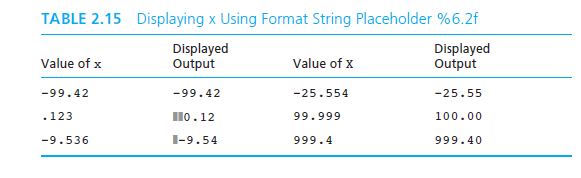 TABLE 2.15 Displaying x Using Format String Placeholder %6.2f
Value of x Displayed Output Value of X Displayed Output
-99.42 -99.42 -25.554 -25.55
.123 ▮▮0.12 99.999 100.00
-9.536 ▮-9.54 999.4 999.40